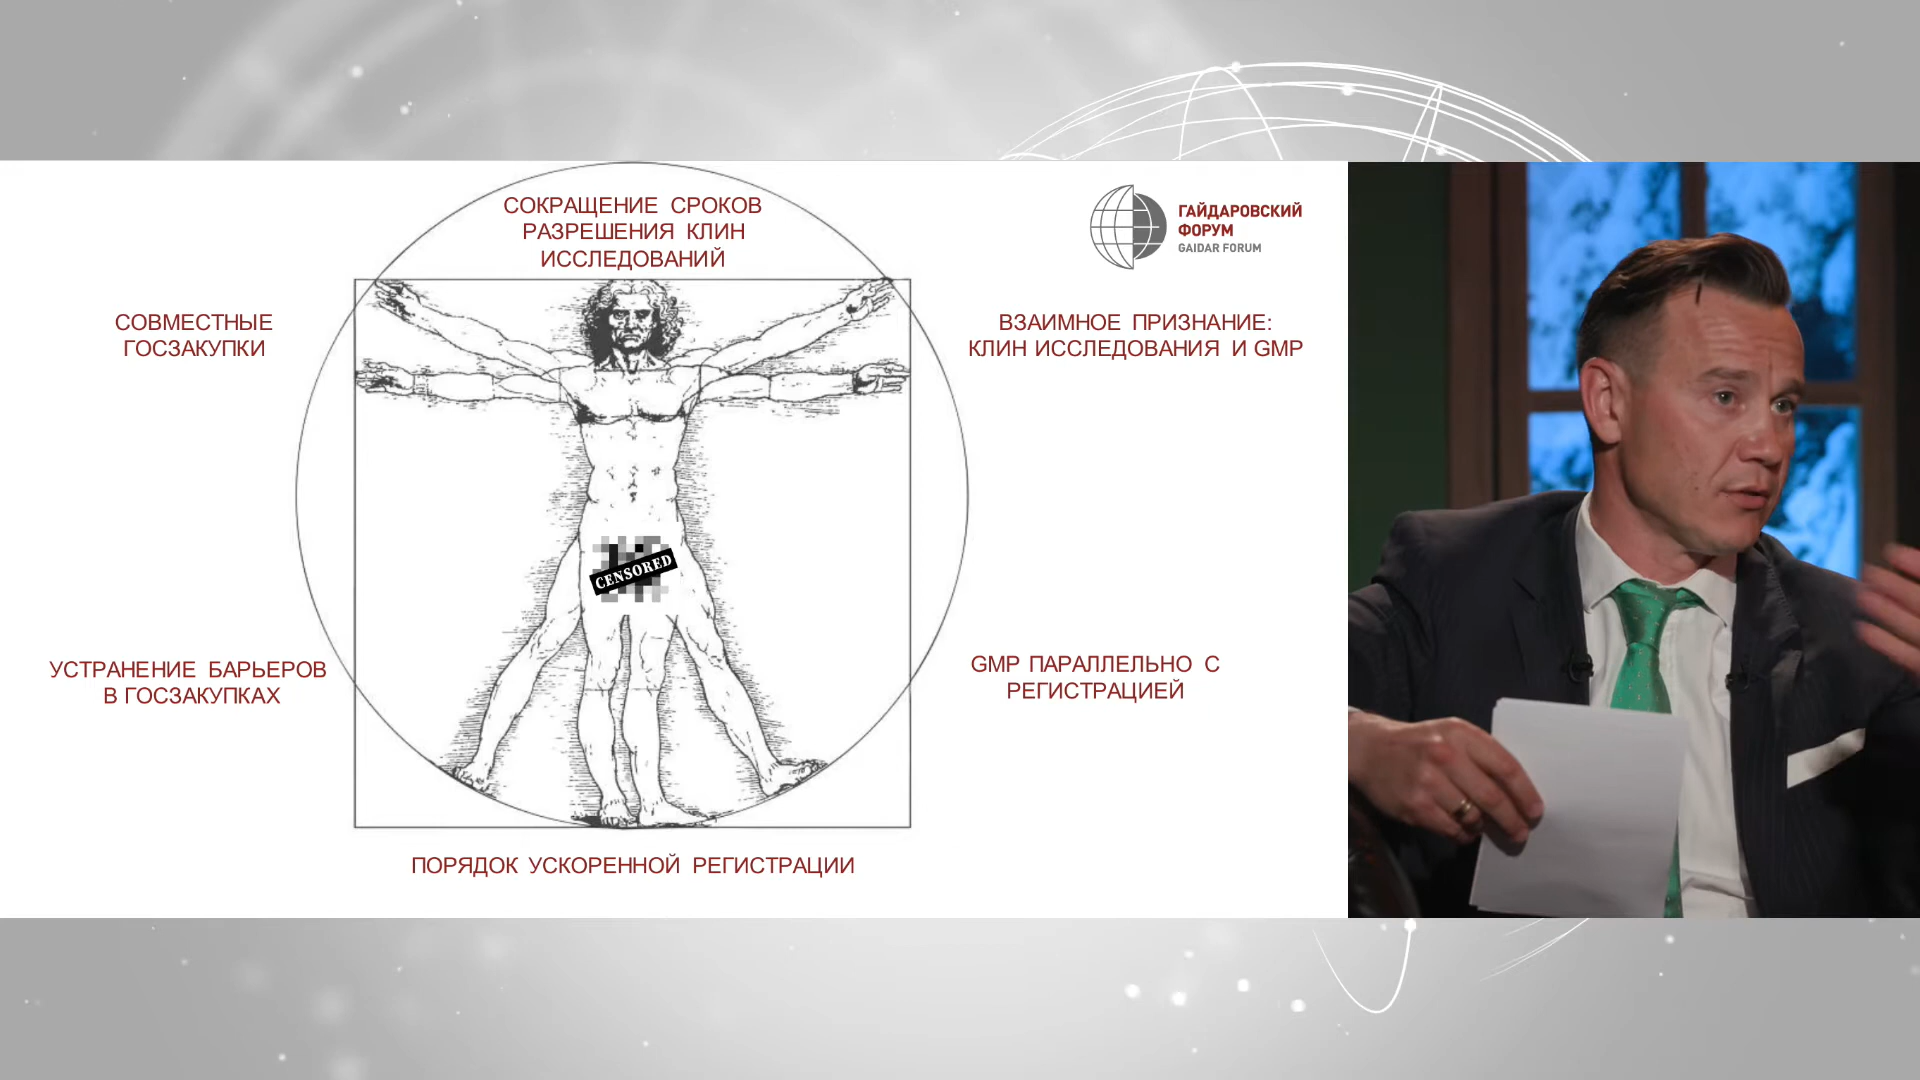 СОКРАЩЕНИЕ СРОКОВ
РАЗРЕШЕНИЯ КЛИН
ИССЛЕДОВАНИЙ
ГАЙДАРОВСКИЙ
ФОРУМ
GAIDAR FORUM
СОВМЕСТНЫЕ
ГОСЗАКУПКИ
ВЗАИМНОЕ ПРИЗНАНИЕ:
КЛИН ИССЛЕДОВАНИЯ И GMP
CENSORED
УСТРАНЕНИЕ БАРЬЕРОВ
В ГОСЗАКУПКАХ
GMP ПАРАЛЛЕЛЬНО С
РЕГИСТРАЦИЕЙ
ПОРЯДОК УСКОРЕННОЙ РЕГИСТРАЦИИ